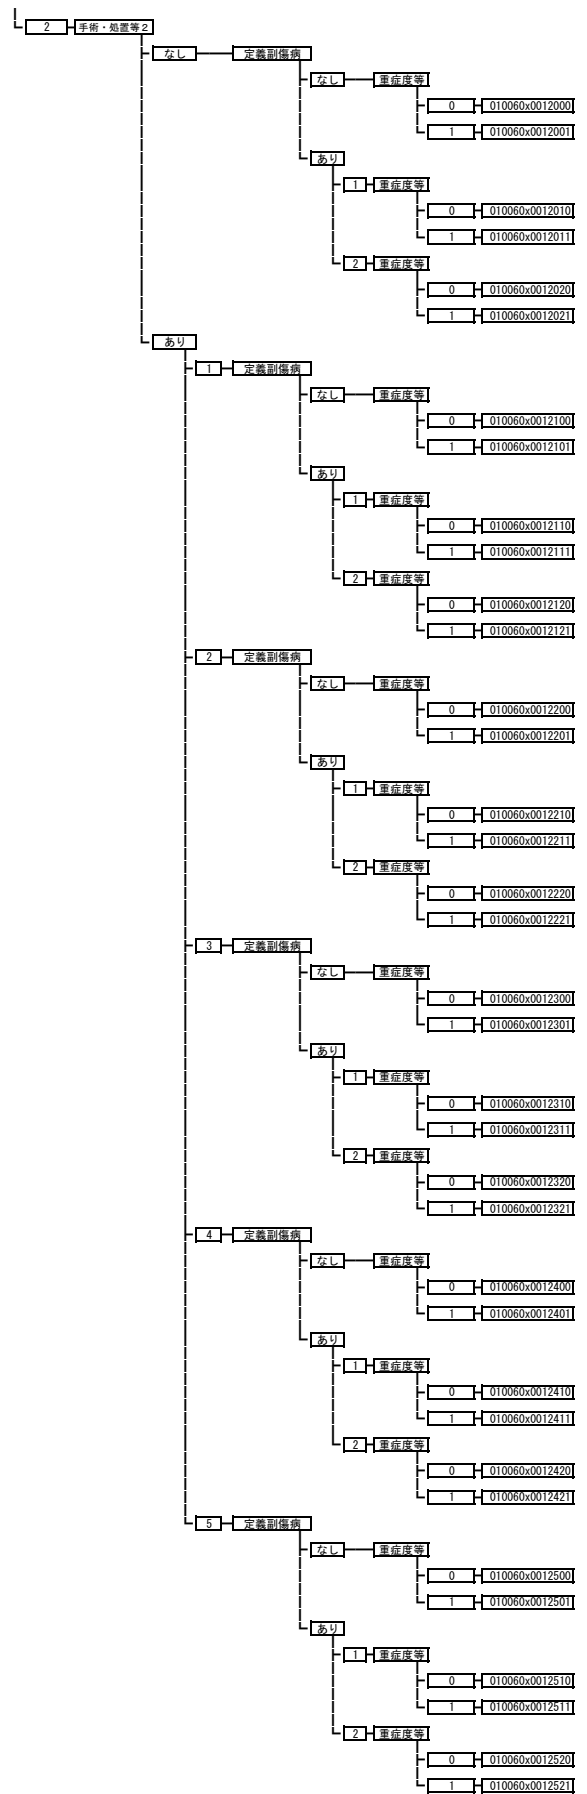 2 手術・処置等2
なし 定義副傷病
なし 重症度等
0 010060x0012000
1 010060x0012001
あり
1 重症度等
0 010060x0012010
1 010060x0012011
2 重症度等
0 010060x0012020
1 010060x0012021
あり
1 定義副傷病
なし 重症度等
0 010060x0012100
1 010060x0012101
あり
1 重症度等
0 010060x0012110
1 010060x0012111
2 重症度等
0 010060x0012120
1 010060x0012121
2 定義副傷病
なし 重症度等
0 010060x0012200
1 010060x0012201
あり
1 重症度等
0 010060x0012210
1 010060x0012211
2 重症度等
0 010060x0012220
1 010060x0012221
3 定義副傷病
なし 重症度等
0 010060x0012300
1 010060x0012301
あり
1 重症度等
0 010060x0012310
1 010060x0012311
2 重症度等
0 010060x0012320
1 010060x0012321
4 定義副傷病
なし 重症度等
0 010060x0012400
1 010060x0012401
あり
1 重症度等
0 010060x0012410
1 010060x0012411
2 重症度等
0 010060x0012420
1 010060x0012421
5 定義副傷病
なし 重症度等
0 010060x0012500
1 010060x0012501
あり
1 重症度等
0 010060x0012510
1 010060x0012511
2 重症度等
0 010060x0012520
1 010060x0012521